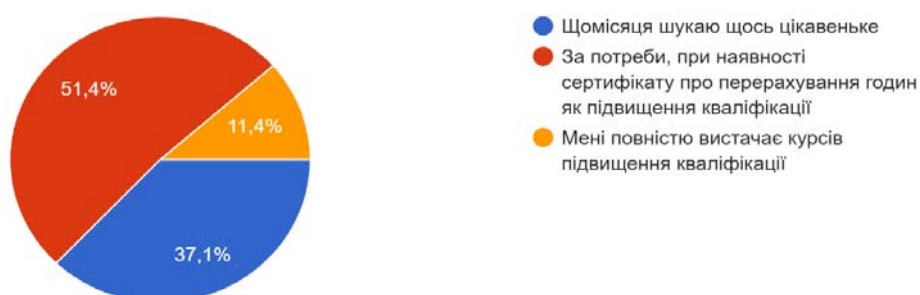 Щомісяця шукаю щось цікавеньке
За потреби, при наявності
сертифікату про перерахування годин
як підвищення кваліфікації
Мені повністю вистачає курсів
підвищення кваліфікації
51,4%
11,4%
37,1%